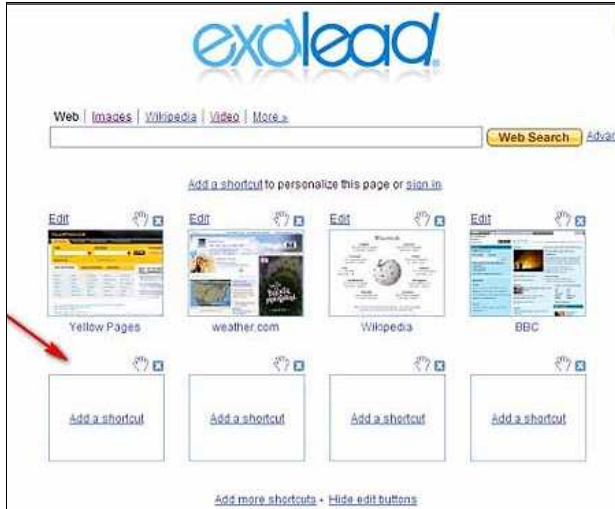 exalead
Web | Images | Wikipedia | Video | More »
Web Search
Add a shortcut to personalize this page or sign in
Edit Edit Edit Edit
Yellow Pages weather.com Wikipedia BBC
Add a shortcut Add a shortcut Add a shortcut Add a shortcut
Add more shortcuts - Hide edit buttons